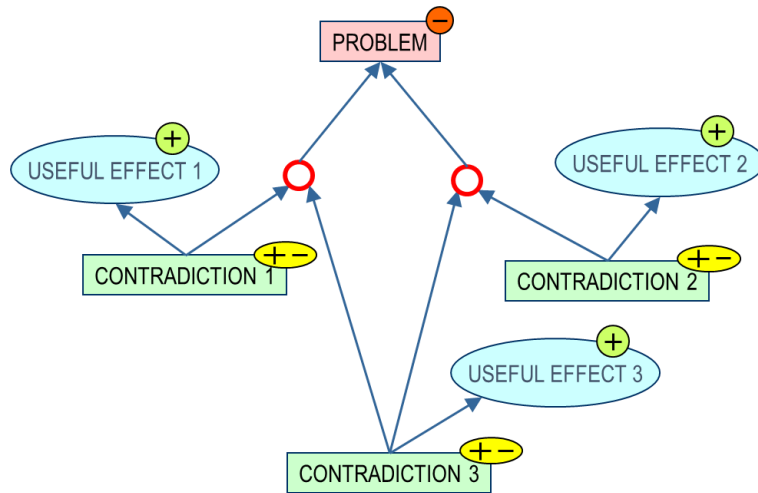 PROBLEM
−
USEFUL EFFECT 1
+
USEFUL EFFECT 2
+
CONTRADICTION 1
+ −
CONTRADICTION 2
+ −
USEFUL EFFECT 3
+
CONTRADICTION 3
+ −